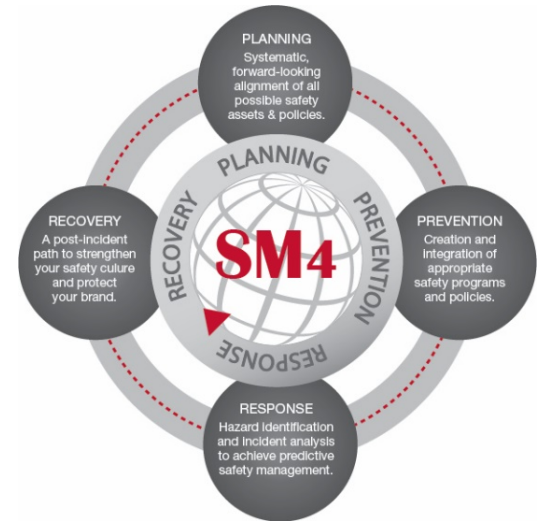 PLANNING
Systematic,
forward-looking
alignment of all
possible safety
assets & policies.
PLANNING
PREVENTION
RESPONSE
RECOVERY
SM4
RECOVERY
A post-incident
path to strengthen
your safety culure
and protect
your brand.
PREVENTION
Creation and
integration of
appropriate
safety programs
and policies.
RESPONSE
Hazard identification
and incident analysis
to achieve predictive
safety management.